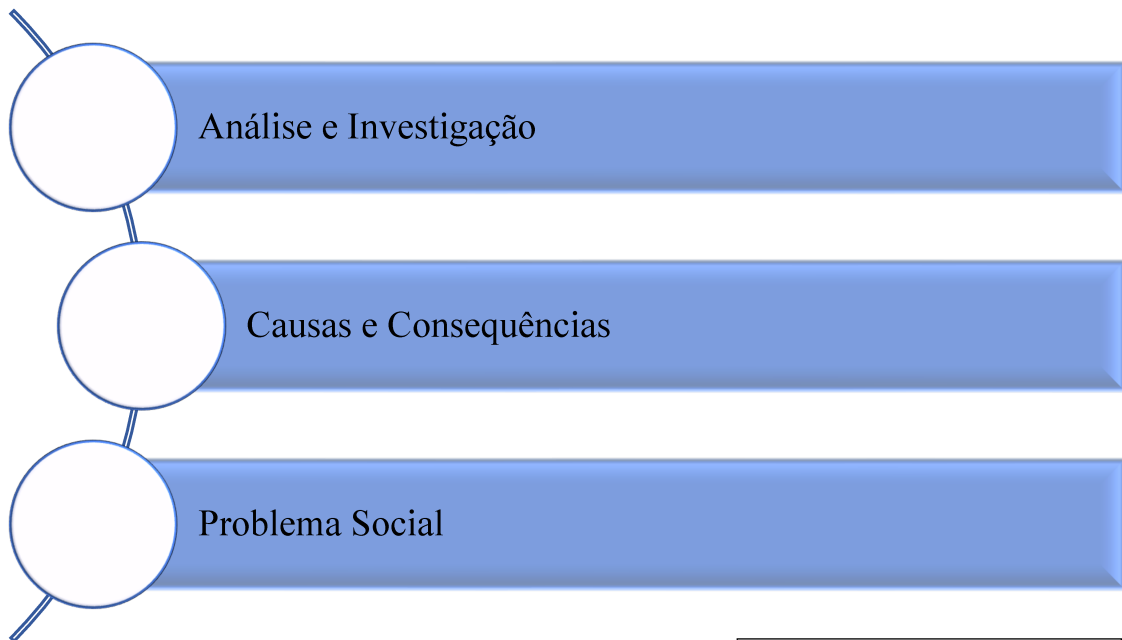 Análise e Investigação
Causas e Consequências
Problema Social